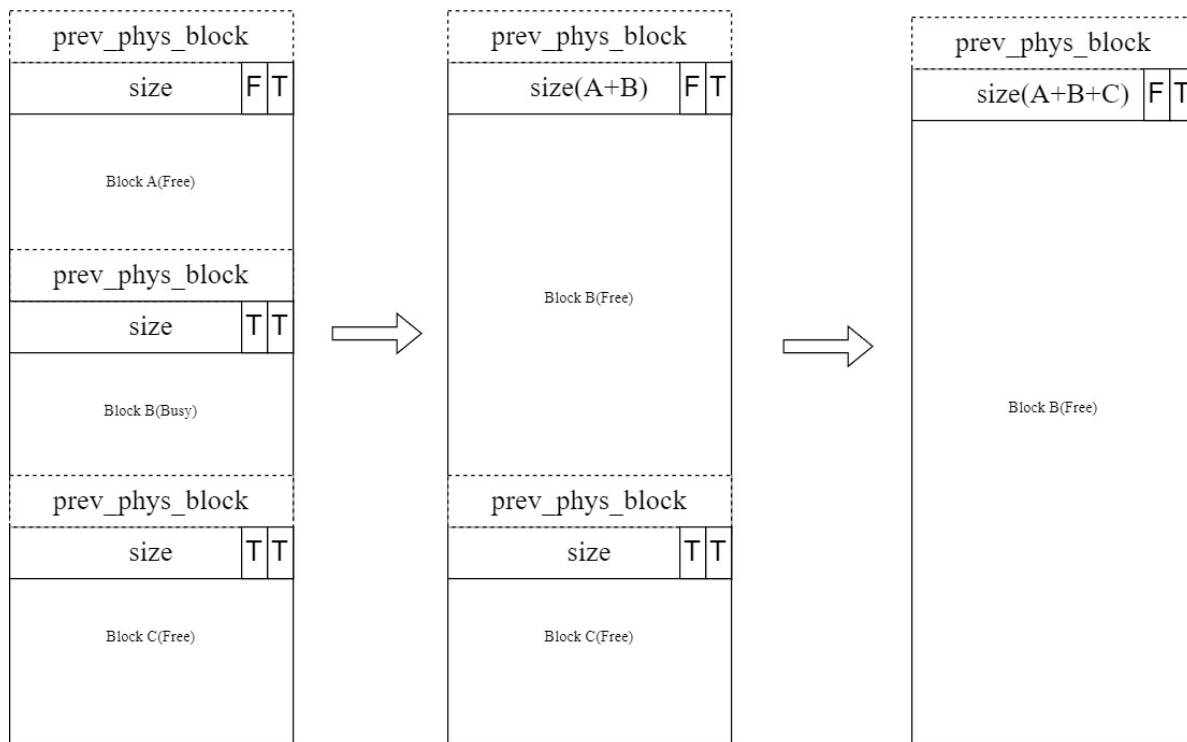 prev_phys_block
size F T
Block A(Free)
prev_phys_block
size T T
Block B(Busy)
prev_phys_block
size T T
Block C(Free)
prev_phys_block
size(A+B) F T
Block B(Free)
prev_phys_block
size T T
Block C(Free)
prev_phys_block
size(A+B+C) F T
Block B(Free)